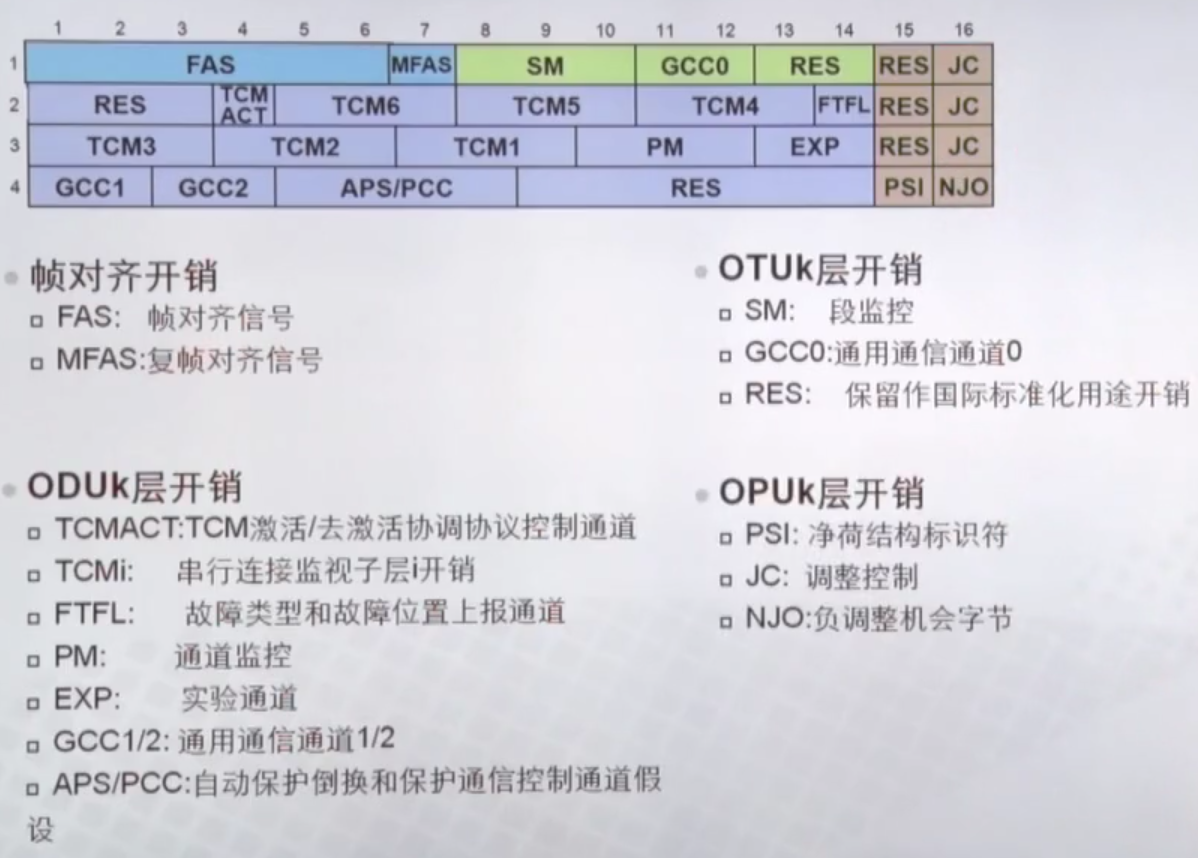 1 2 3 4 5 6 7 8 9 10 11 12 13 14 15 16
1 FAS MFAS SM GCC0 RES RES JC
2 RES TCM ACT TCM6 TCM5 TCM4 FTFL RES JC
3 TCM3 TCM2 TCM1 PM EXP RES JC
4 GCC1 GCC2 APS/PCC RES PSI NJO
帧对齐开销
FAS: 帧对齐信号
MFAS:复帧对齐信号
OTUk层开销
SM: 段监控
GCC0:通用通信通道0
RES: 保留作国际标准化用途开销
ODUk层开销
TCMACT:TCM激活/去激活协调协议控制通道
TCMi: 串行连接监视子层i开销
FTFL: 故障类型和故障位置上报通道
PM: 通道监控
EXP: 实验通道
GCC1/2: 通用通信通道1/2
APS/PCC:自动保护倒换和保护通信控制通道假
设
OPUk层开销
PSI: 净荷结构标识符
JC: 调整控制
NJO:负调整机会字节